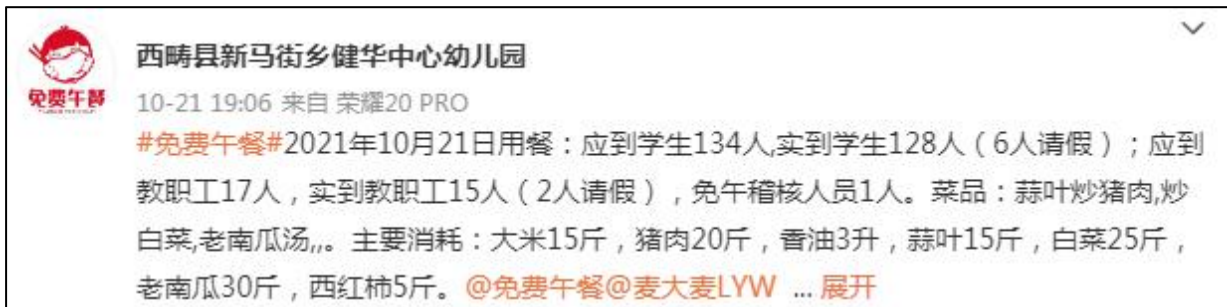 西畴县新马街乡健华中心幼儿园
免费午餐
10-21 19:06 来自 荣耀20 PRO
#免费午餐#2021年10月21日用餐：应到学生134人,实到学生128人（6人请假）；应到
教职工17人，实到教职工15人（2人请假），免午稽核人员1人。菜品：蒜叶炒猪肉,炒
白菜,老南瓜汤,,。主要消耗：大米15斤，猪肉20斤，香油3升，蒜叶15斤，白菜25斤，
老南瓜30斤，西红柿5斤。@免费午餐@麦大麦LYW ... 展开